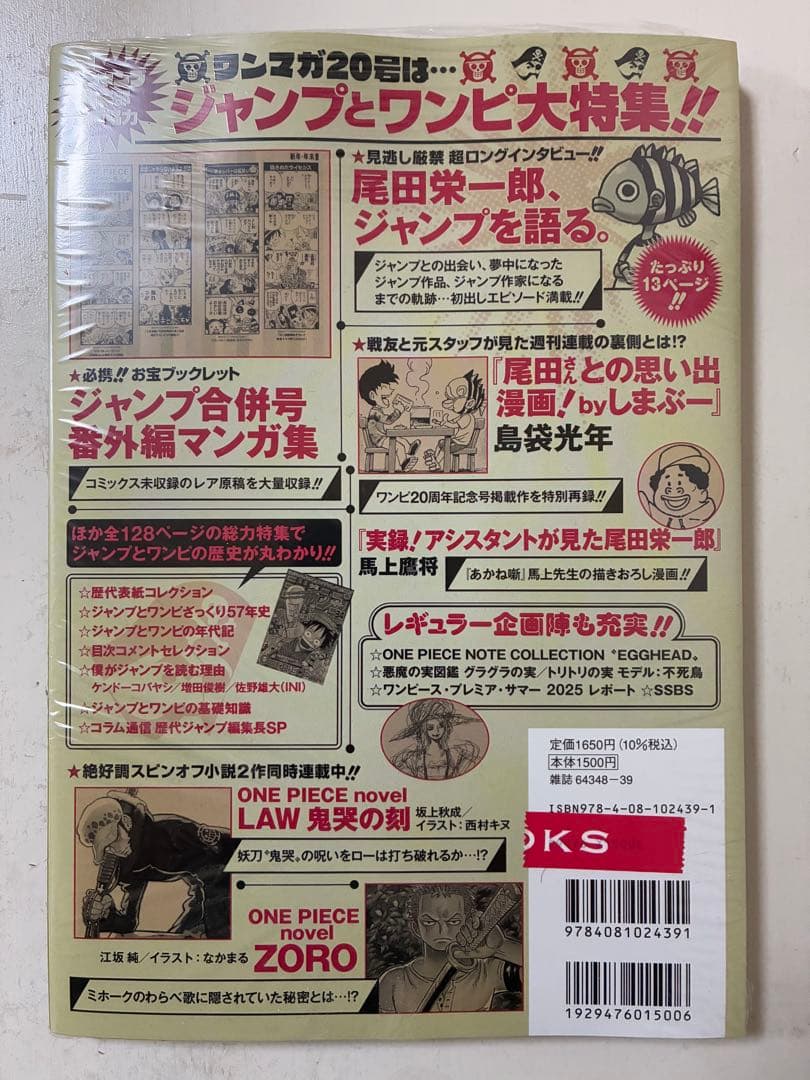 ワンマガ20号は…
ジャンプとワンピ大特集!!
★見逃し厳禁 超ロングインタビュー!!
尾田栄一郎、
ジャンプを語る。
ジャンプとの出会い、夢中になった
ジャンプ作品、ジャンプ作家になる
までの軌跡…初出しエピソード満載!!
たっぷり
13ページ
!!
★必携!! お宝ブックレット
ジャンプ合併号
番外編マンガ集
コミックス未収録のレア原稿を大量収録!!
★戦友と元スタッフが見た週刊連載の裏側とは!?
『尾田さんとの思い出
漫画!byしまぶー』
島袋光年
ワンピ20周年記念号掲載作を特別再録!!
『実録!アシスタントが見た尾田栄一郎』
馬上鷹将
『あかね噺』馬上先生の描きおろし漫画!!
ほか全128ページの総力特集で
ジャンプとワンピの歴史が丸わかり!!
☆歴代表紙コレクション
☆ジャンプとワンピざっくり57年史
☆ジャンプとワンピの年代記
☆目次コメントセレクション
☆僕がジャンプを読む理由
ケンドーコバヤシ/増田俊樹/佐野雄大(INI)
☆ジャンプとワンピの基礎知識
☆コラム通信 歴代ジャンプ編集長SP
レギュラー企画陣も充実!!
☆ONE PIECE NOTE COLLECTION “EGGHEAD„
☆悪魔の実図鑑 グラグラの実/トリトリの実 モデル:不死鳥
☆ワンピース・プレミア・サマー 2025 レポート ☆SSBS
★絶好調スピンオフ小説2作同時連載中!!
ONE PIECE novel
LAW 鬼哭の刻
坂上秋成/
イラスト:西村キヌ
妖刀“鬼哭„の呪いをローは打ち破れるか…!?
ONE PIECE
novel
ZORO
江坂 純/イラスト:なかまる
ミホークのわらべ歌に隠されていた秘密とは…!?
定価1650円(10%税込)
本体1500円
雑誌 64348-39
ISBN978-4-08-102439-1
OKS
9784081024391
1929476015006